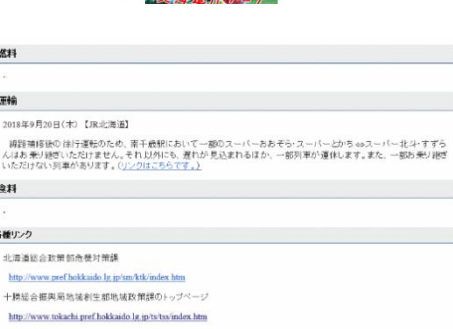 燃料
-
運輸
2018年9月20日(木) 【JR北海道】
線路補修後の徐行運転のため、南千歳駅において一部のスーパーおおぞら・スーパーとかち⇔スーパー北斗・すずら
んはお乗り継ぎいただけません。それ以外にも、遅れが見込まれるほか、一部列車が運休します。また、一部お乗り継ぎ
いただけない列車があります。(リンクはこちらです。)
食料
-
各種リンク
北海道総合政策部危機対策課
http://www.pref.hokkaido.lg.jp/sm/ktk/index.htm
十勝総合振興局地域創生部地域政策課のトップページ
http://www.tokachi.pref.hokkaido.lg.jp/ts/tss/index.htm